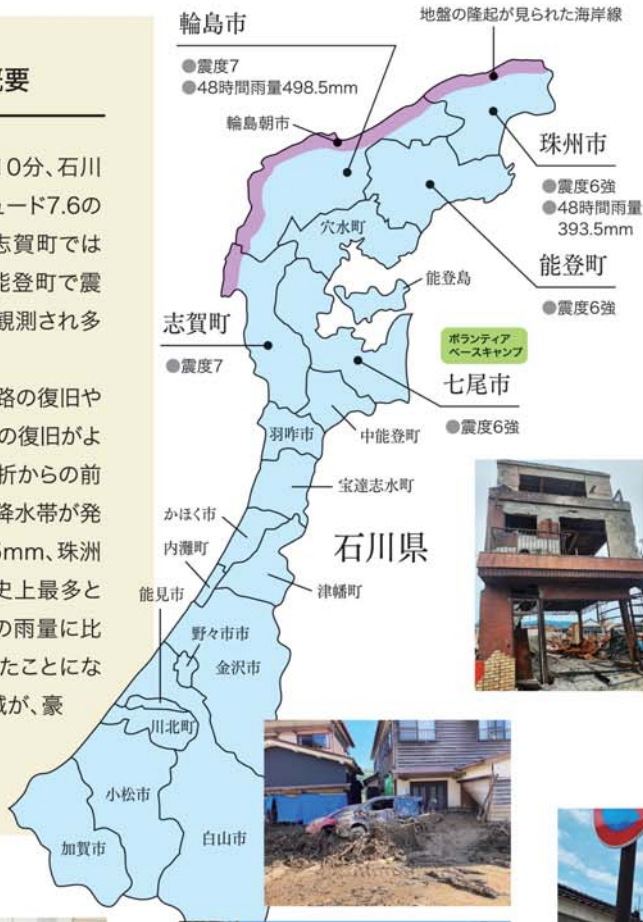 要
10分、石川
ュード7.6の
志賀町では
能登町で震
観測され多
路の復旧や
の復旧がよ
折からの前
降水帯が発
5mm、珠洲
史上最多と
の雨量に比
たことにな
域が、豪
地盤の隆起が見られた海岸線
輪島市
●震度7
●48時間雨量498.5mm
輪島朝市
珠州市
●震度6強
●48時間雨量
393.5mm
穴水町
能登町
●震度6強
能登島
志賀町
●震度7
ボランティア
ベースキャンプ
七尾市
●震度6強
羽咋市
中能登町
宝達志水町
かほく市
石川県
内灘町
津幡町
能見市
野々市市
金沢市
川北町
小松市
加賀市
白山市